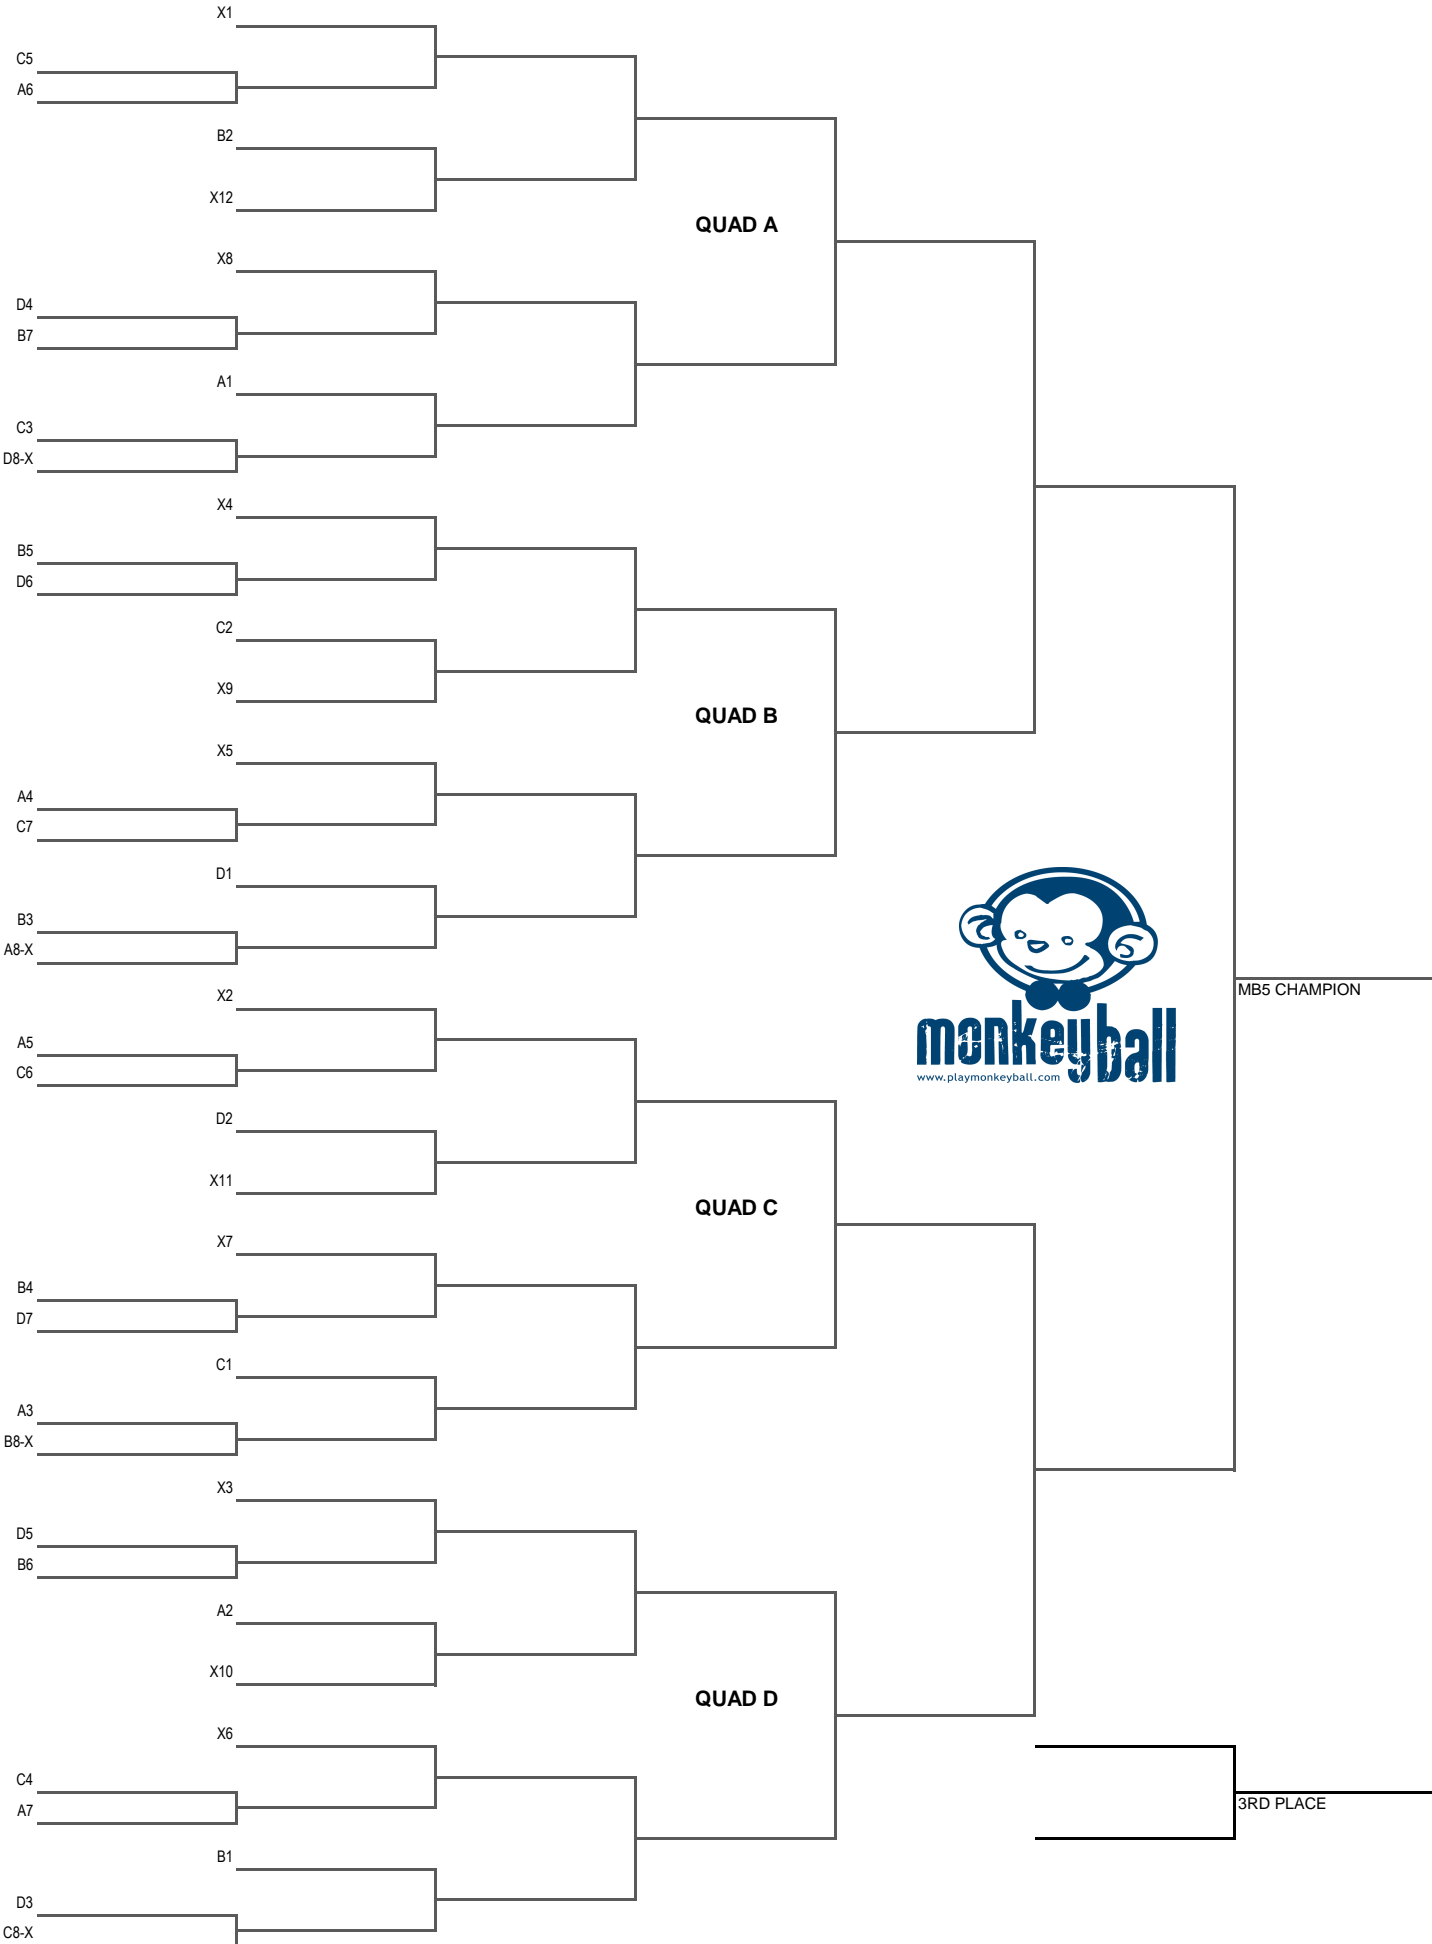 X1
C5
A6
B2
X12
QUAD A
X8
D4
B7
A1
C3
D8-X
X4
B5
D6
C2
X9
QUAD B
X5
A4
C7
D1
B3
A8-X
X2
MB5 CHAMPION
monkeyball
www.playmonkeyball.com
A5
C6
D2
X11
QUAD C
X7
B4
D7
C1
A3
B8-X
X3
D5
B6
A2
X10
QUAD D
X6
C4
A7
3RD PLACE
B1
D3
C8-X